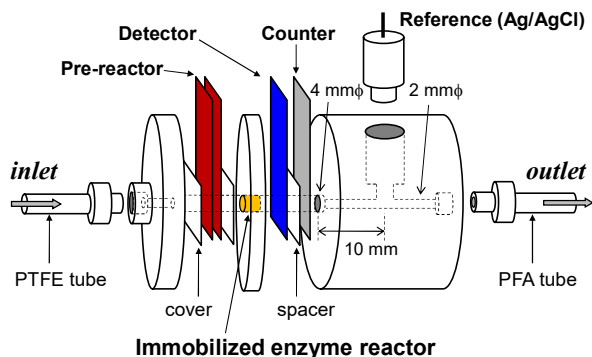 Reference (Ag/AgCl)
Detector
Counter
Pre-reactor
4 mmϕ
2 mmϕ
inlet
outlet
10 mm
PTFE tube
PFA tube
cover
spacer
Immobilized enzyme reactor